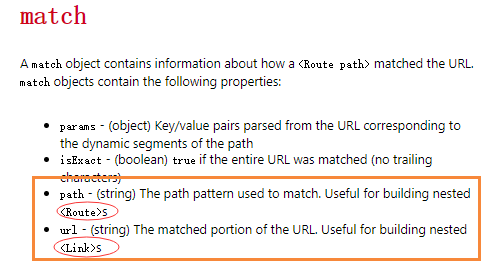 match
A match object contains information about how a <Route path> matched the URL.
match objects contain the following properties:
params - (object) Key/value pairs parsed from the URL corresponding to
the dynamic segments of the path
isExact - (boolean) true if the entire URL was matched (no trailing
characters)
path - (string) The path pattern used to match. Useful for building nested
<Route>s
url - (string) The matched portion of the URL. Useful for building nested
<Link>s